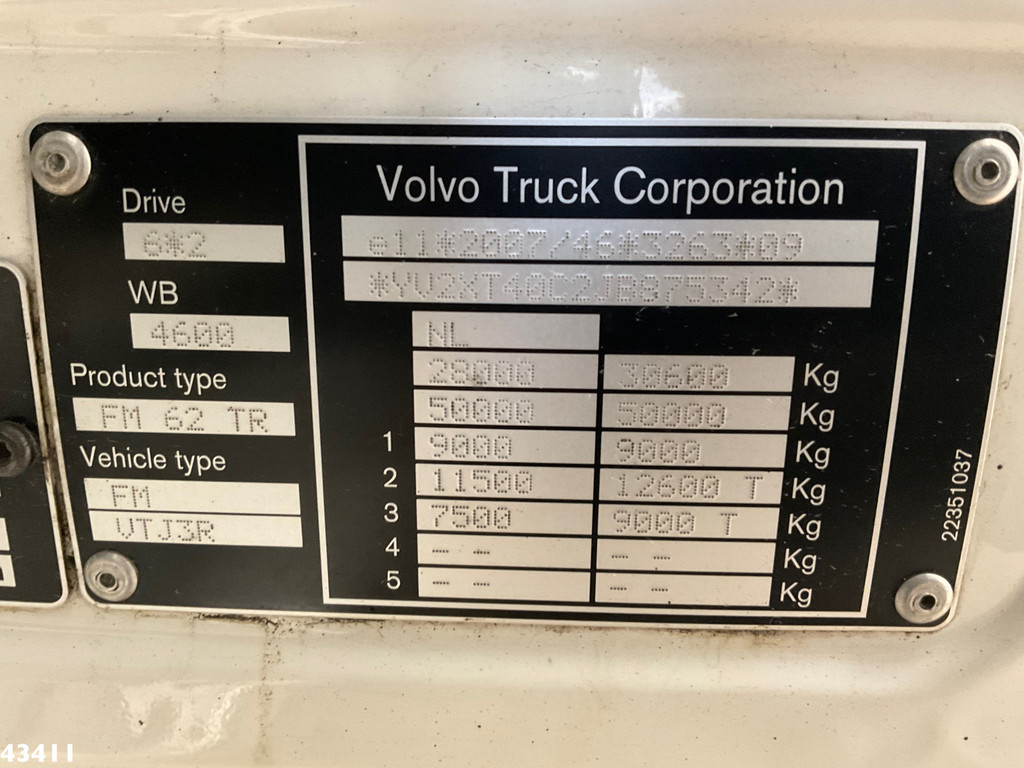 Drive
6*2
WB
4600
Product type
FM 62 TR
Vehicle type
FM
VTJ3R
Volvo Truck Corporation
e11*2007/46*3263*09
*YV2XT40C2JB875342*
NL
28000 30600 Kg
50000 50000 Kg
1 9000 9000 Kg
2 11500 12600 T Kg
3 7500 9000 T Kg
4 -- -- -- -- Kg
5 -- -- -- -- Kg
22351037
43411